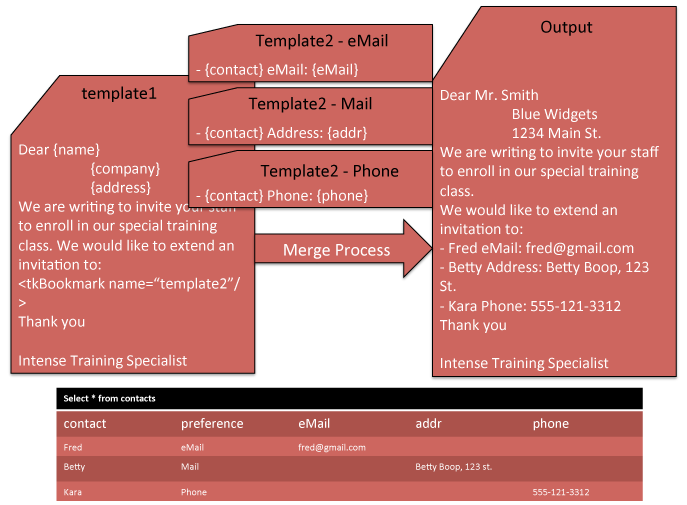 Template2 - eMail
- {contact} eMail: {eMail}
Template2 - Mail
- {contact} Address: {addr}
Template2 - Phone
- {contact} Phone: {phone}
template1
Dear {name}
{company}
{address}
We are writing to invite your staff
to enroll in our special training
class. We would like to extend an
invitation to:
<tkBookmark name=“template2”/
>
Thank you
Intense Training Specialist
Merge Process
Output
Dear Mr. Smith
Blue Widgets
1234 Main St.
We are writing to invite your staff
to enroll in our special training
class.
We would like to extend an
invitation to:
- Fred eMail: fred@gmail.com
- Betty Address: Betty Boop, 123
St.
- Kara Phone: 555-121-3312
Thank you
Intense Training Specialist
Select * from contacts
contact preference eMail addr phone
Fred eMail fred@gmail.com
Betty Mail Betty Boop, 123 st.
Kara Phone 555-121-3312